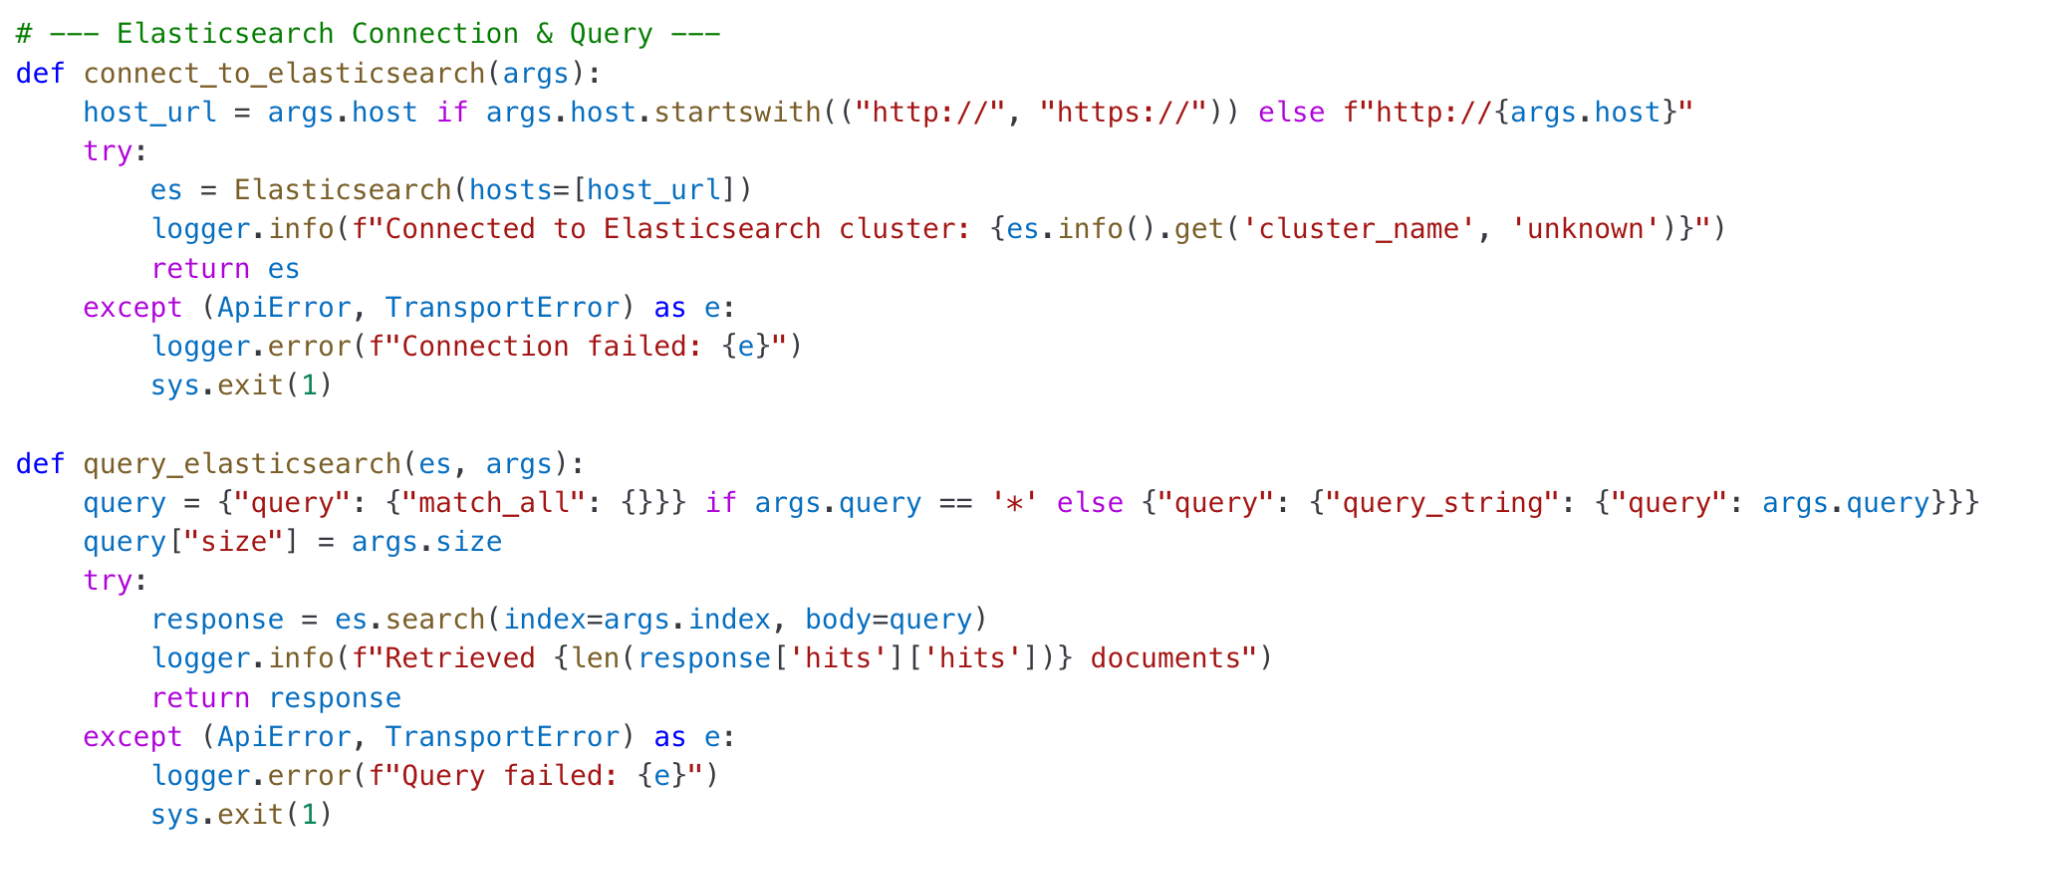 # --- Elasticsearch Connection & Query ---
def connect_to_elasticsearch(args):
    host_url = args.host if args.host.startswith(("http://", "https://")) else f"http://{args.host}"
    try:
        es = Elasticsearch(hosts=[host_url])
        logger.info(f"Connected to Elasticsearch cluster: {es.info().get('cluster_name', 'unknown')}")
        return es
    except (ApiError, TransportError) as e:
        logger.error(f"Connection failed: {e}")
        sys.exit(1)

def query_elasticsearch(es, args):
    query = {"query": {"match_all": {}}} if args.query == '*' else {"query": {"query_string": {"query": args.query}}}
    query["size"] = args.size
    try:
        response = es.search(index=args.index, body=query)
        logger.info(f"Retrieved {len(response['hits']['hits'])} documents")
        return response
    except (ApiError, TransportError) as e:
        logger.error(f"Query failed: {e}")
        sys.exit(1)